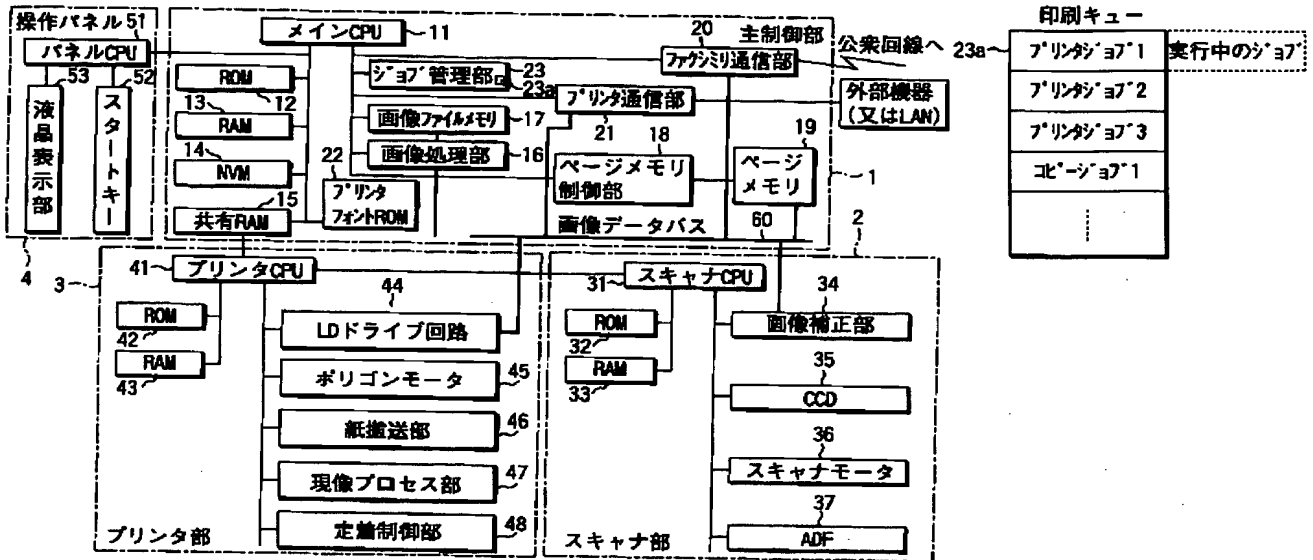 操作パネル 51
パネルCPU
53
52
液晶表示部
スタートキー
4
メインCPU
11
ROM
12
13
RAM
14
NVM
15
共有RAM
ジョブ管理部
23
23a
画像ファイルメモリ
17
画像処理部
16
22
プリンタ
フォントROM
主制御部
20
ファクシミリ通信部
公衆回線へ
プリンタ通信部
21
外部機器
(又はLAN)
18
ページメモリ
制御部
19
ページ
メモリ
1
画像データバス
60
2
3
41
プリンタCPU
ROM
42
RAM
43
44
LDドライブ回路
ポリゴンモータ
45
紙搬送部
46
現像プロセス部
47
定着制御部
48
プリンタ部
31
スキャナCPU
ROM
32
RAM
33
34
画像補正部
35
CCD
36
スキャナモータ
37
ADF
スキャナ部
印刷キュー
23a
プリンタジョブ1
実行中のジョブ
プリンタジョブ2
プリンタジョブ3
コピージョブ1